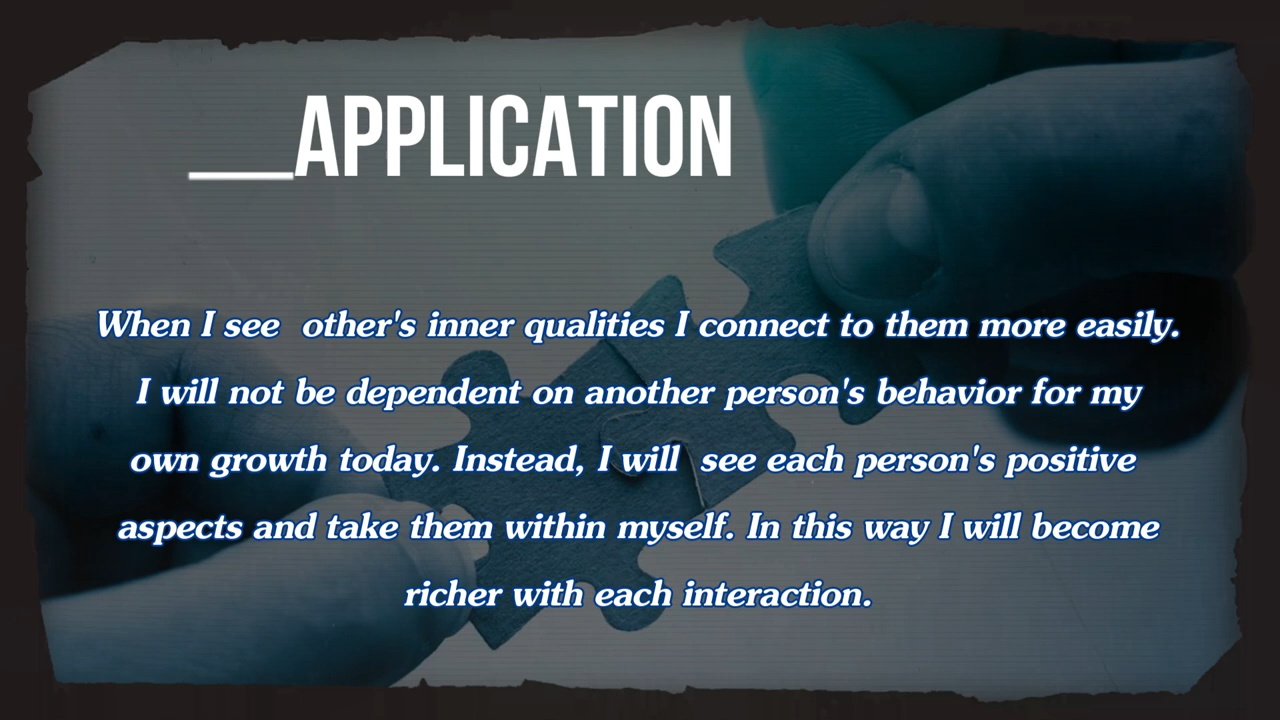 __APPLICATION
When I see  other's inner qualities I connect to them more easily.
I will not be dependent on another person's behavior for my
own growth today. Instead, I will  see each person's positive
aspects and take them within myself. In this way I will become
richer with each interaction.